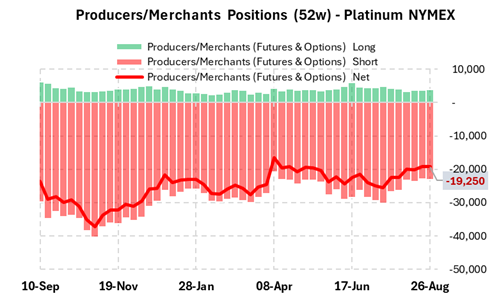 Producers/Merchants Positions (52w) - Platinum NYMEX
Producers/Merchants (Futures & Options) Long
Producers/Merchants (Futures & Options) Short
Producers/Merchants (Futures & Options) Net
10,000
-
-10,000
-20,000
-19,250
-30,000
-40,000
-50,000
10-Sep 19-Nov 28-Jan 08-Apr 17-Jun 26-Aug